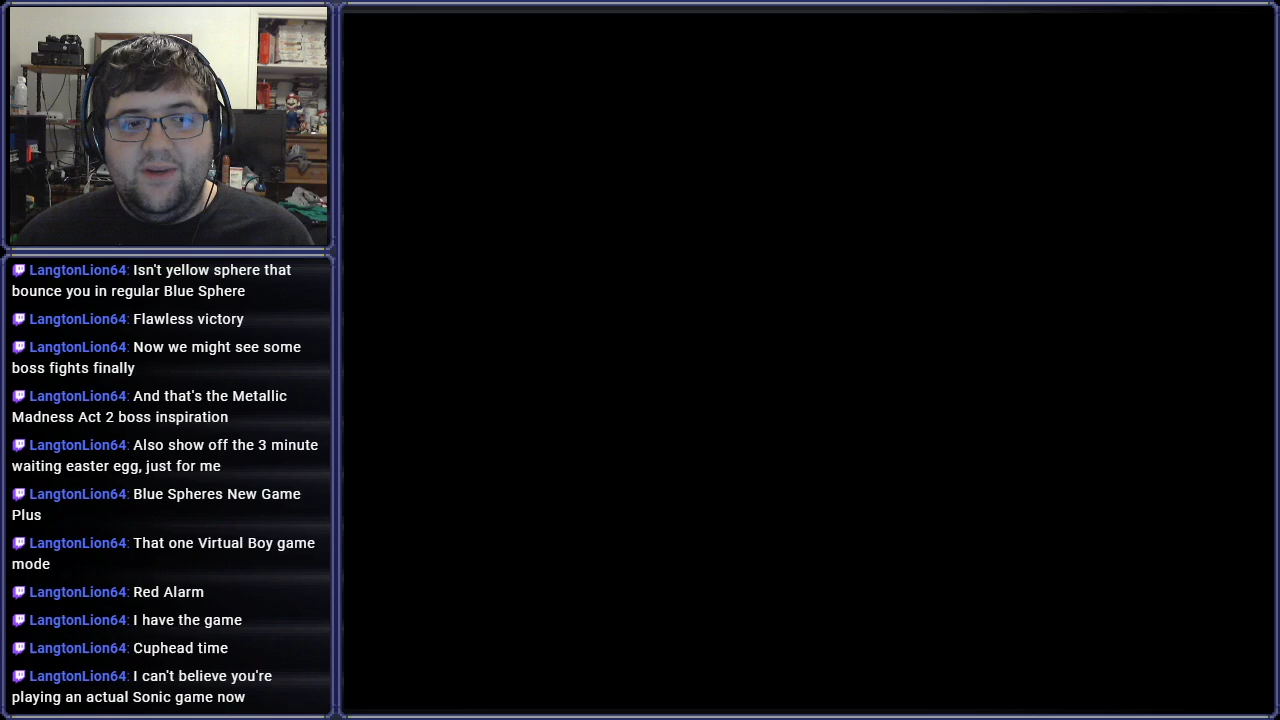 LangtonLion64: Isn't yellow sphere that
bounce you in regular Blue Sphere
LangtonLion64: Flawless victory
LangtonLion64: Now we might see some
boss fights finally
LangtonLion64: And that's the Metallic
Madness Act 2 boss inspiration
LangtonLion64: Also show off the 3 minute
waiting easter egg, just for me
LangtonLion64: Blue Spheres New Game
Plus
LangtonLion64: That one Virtual Boy game
mode
LangtonLion64: Red Alarm
LangtonLion64: I have the game
LangtonLion64: Cuphead time
LangtonLion64: I can't believe you're
playing an actual Sonic game now